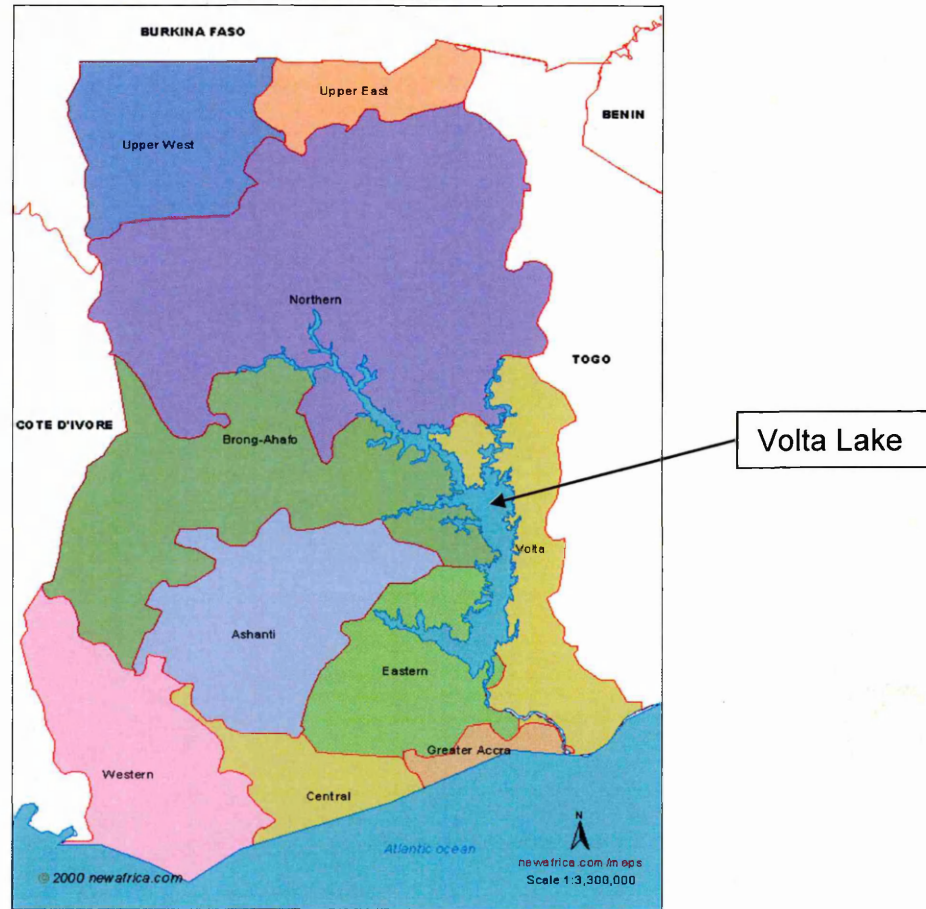 BURKINA FASO
Upper East
BENIN
Upper West
Northern
TOGO
COTE D'IVORE
Brong-Ahafo
Volta Lake
Volta
Ashanti
Eastern
Greater Accra
Western
Central
N
Atlantic ocean
newafrica.com/maps
© 2000 newafrica.com
Scale 1:3,300,000